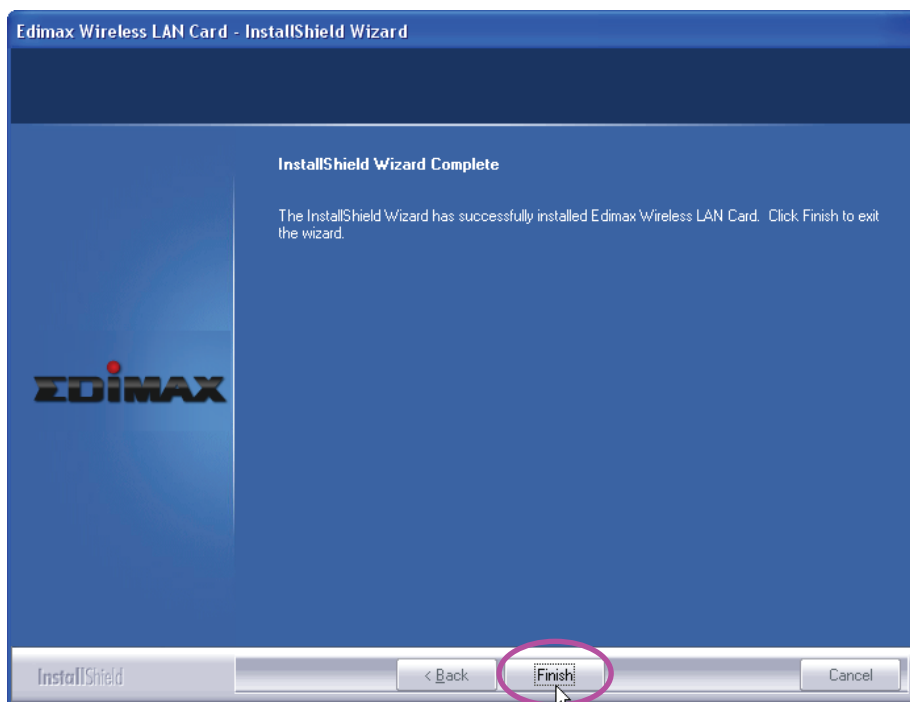 Edimax Wireless LAN Card - InstallShield Wizard
InstallShield Wizard Complete
The InstallShield Wizard has successfully installed Edimax Wireless LAN Card. Click Finish to exit
the wizard.
EDIMAX
InstallShield
< Back
Finish
Cancel